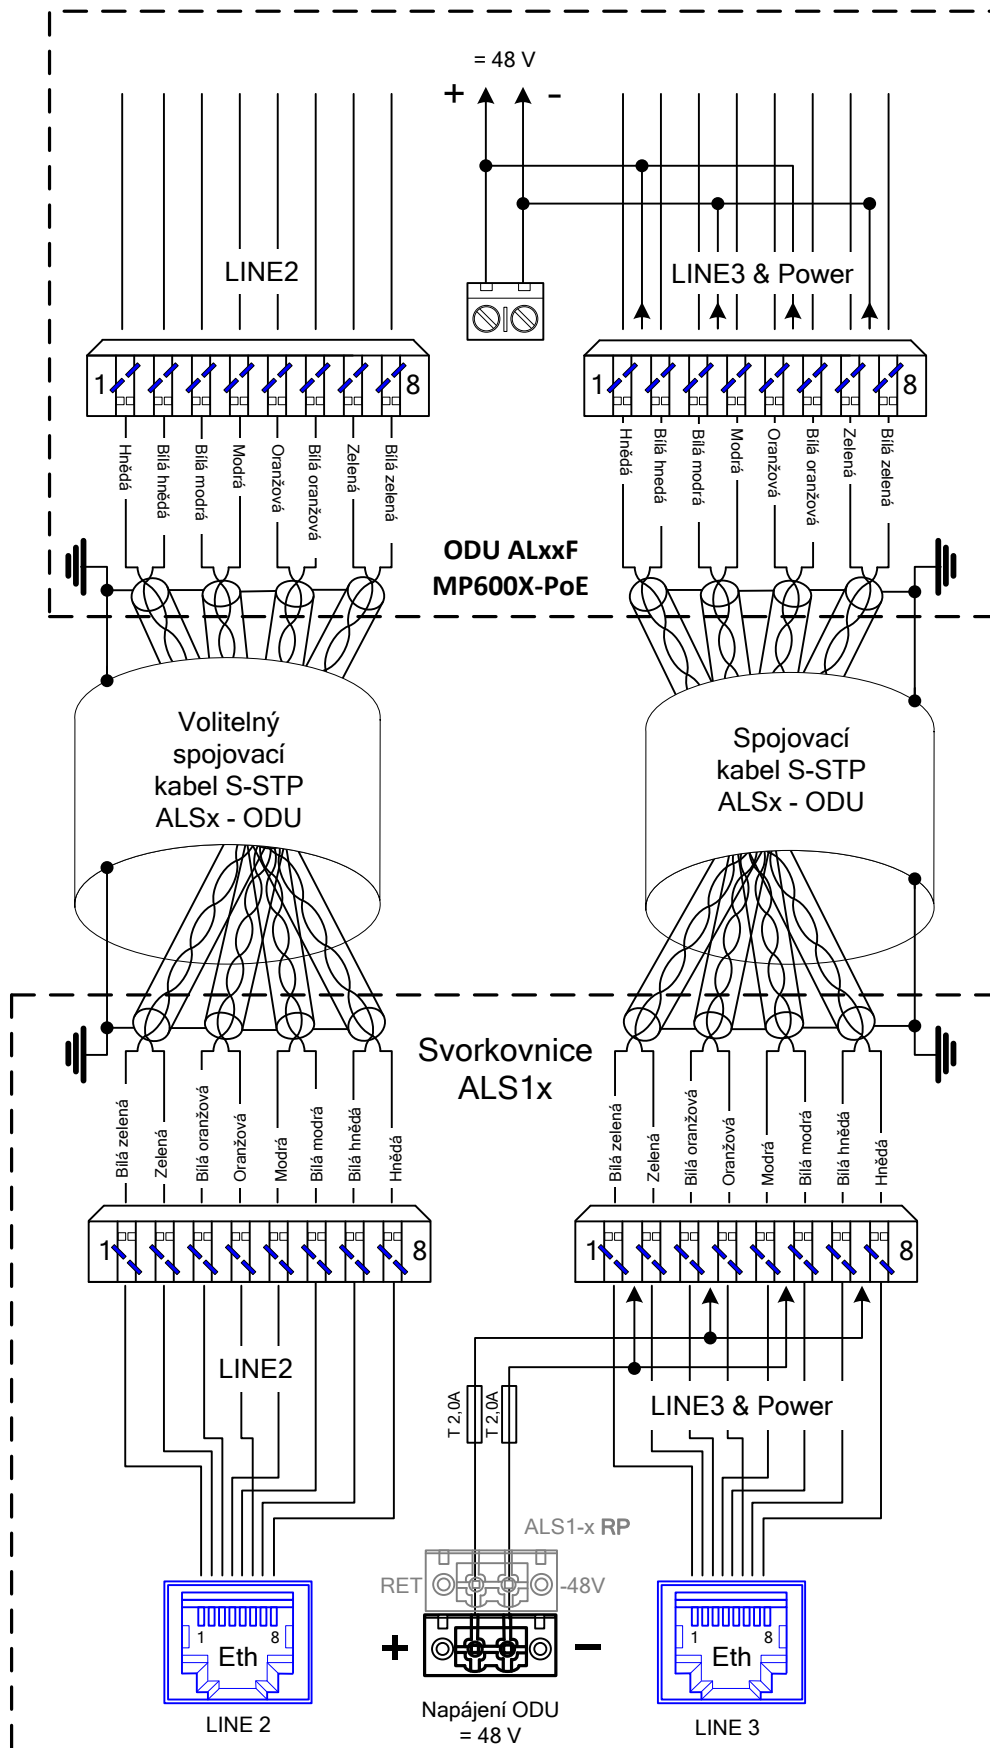 = 48 V
+ -
LINE2
LINE3 & Power
1 8
1 8
Hnědá
Bílá hnědá
Bílá modrá
Modrá
Oranžová
Bílá oranžová
Zelená
Bílá zelená
Hnědá
Bílá hnedá
Bílá modrá
Modrá
Oranžová
Bílá oranžová
Zelená
Bílá zelená
ODU ALxxF
MP600X-PoE
Volitelný
spojovací
kabel S-STP
ALSx - ODU
Spojovací
kabel S-STP
ALSx - ODU
Svorkovnice
ALS1x
Bílá zelená
Zelená
Bílá oranžová
Oranžová
Modrá
Bílá modrá
Bílá hnědá
Hnědá
Bílá zelená
Zelená
Bílá oranžová
Oranžová
Modrá
Bílá modrá
Bílá hnědá
Hnědá
1 8
1 8
LINE2
T 2,0A
T 2,0A
LINE3 & Power
ALS1-x RP
RET -48V
+ −
1 8
Eth
LINE 2
1 8
Eth
LINE 3
Napájení ODU
= 48 V